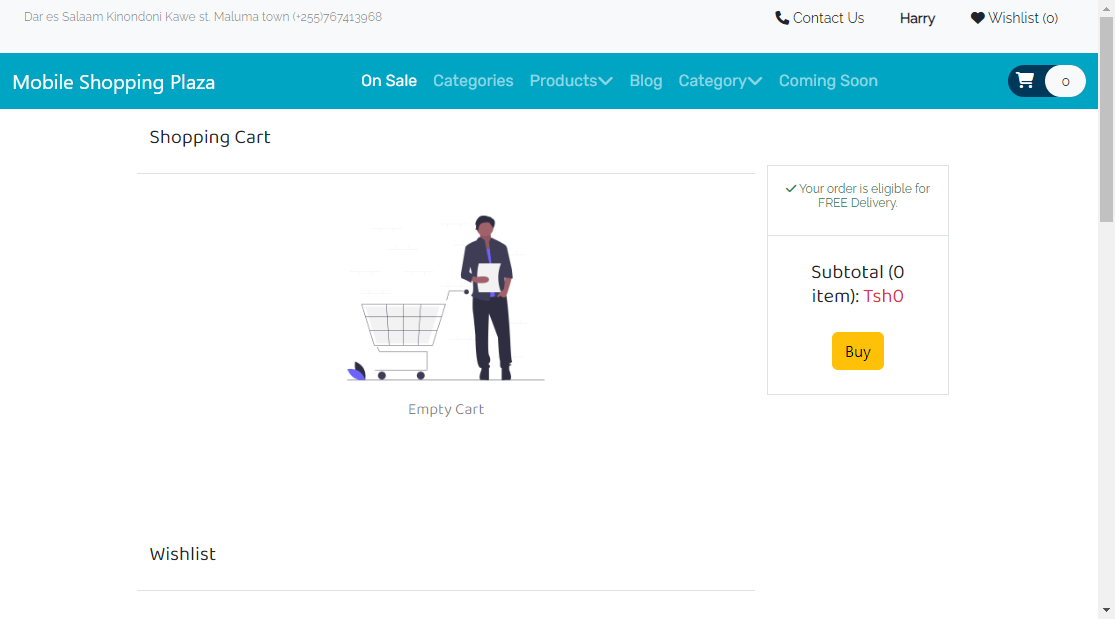 Dar es Salaam Kinondoni Kawe st. Maluma town (+255)767413968
Contact Us Harry Wishlist (0)
Mobile Shopping Plaza On Sale Categories Products Blog Category Coming Soon 0
Shopping Cart
Your order is eligible for
FREE Delivery.
Subtotal (0
item): Tsh0
Buy
Empty Cart
Wishlist